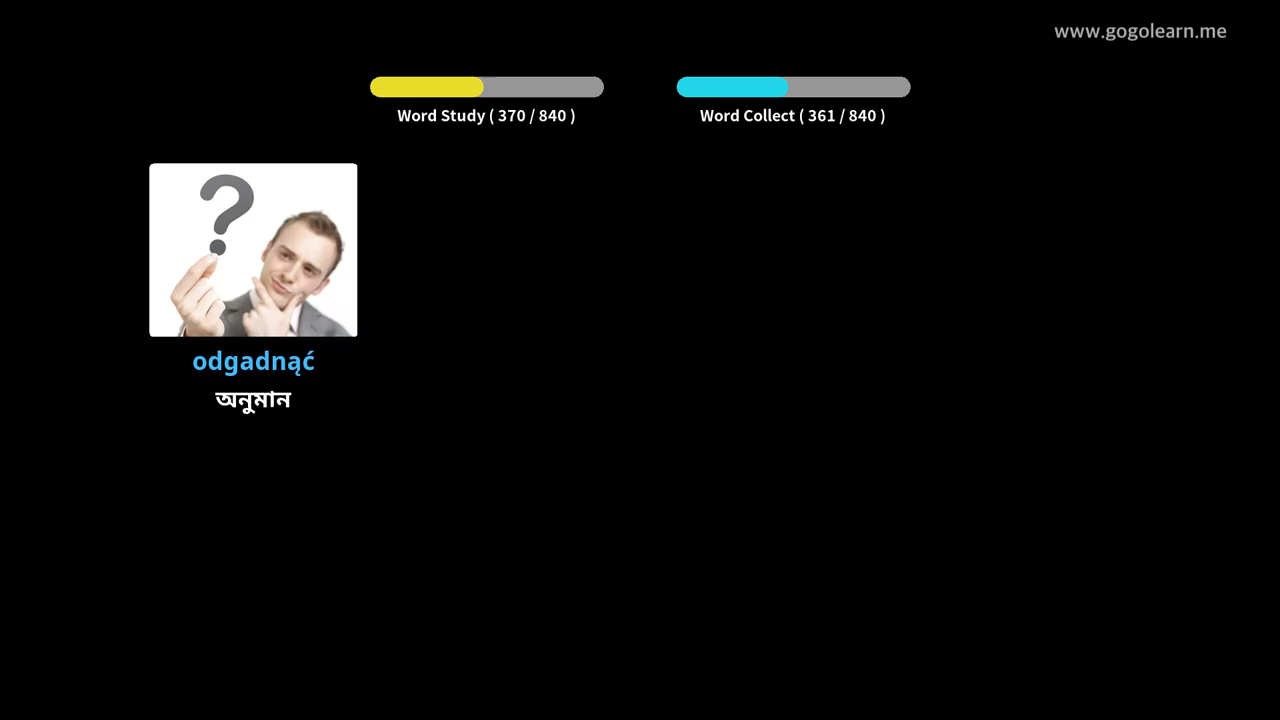 www.gogolearn.me
Word Study ( 370 / 840 )
Word Collect ( 361 / 840 )
?
odgadnąć
অনুমান